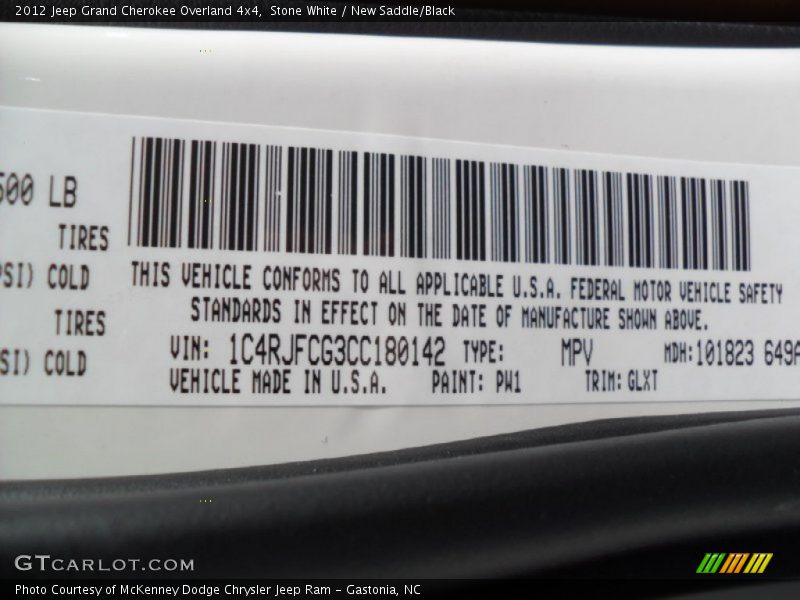 2012 Jeep Grand Cherokee Overland 4x4, Stone White / New Saddle/Black
500 LB
TIRES
PSI) COLD
THIS VEHICLE CONFORMS TO ALL APPLICABLE U.S.A. FEDERAL MOTOR VEHICLE SAFETY
TIRES
STANDARDS IN EFFECT ON THE DATE OF MANUFACTURE SHOWN ABOVE.
SI) COLD
VIN: 1C4RJFCG3CC180142 TYPE: MPV MDH:101823 649A
VEHICLE MADE IN U.S.A. PAINT: PW1 TRIM: GLXT
GTCARLOT.COM
Photo Courtesy of McKenney Dodge Chrysler Jeep Ram - Gastonia, NC